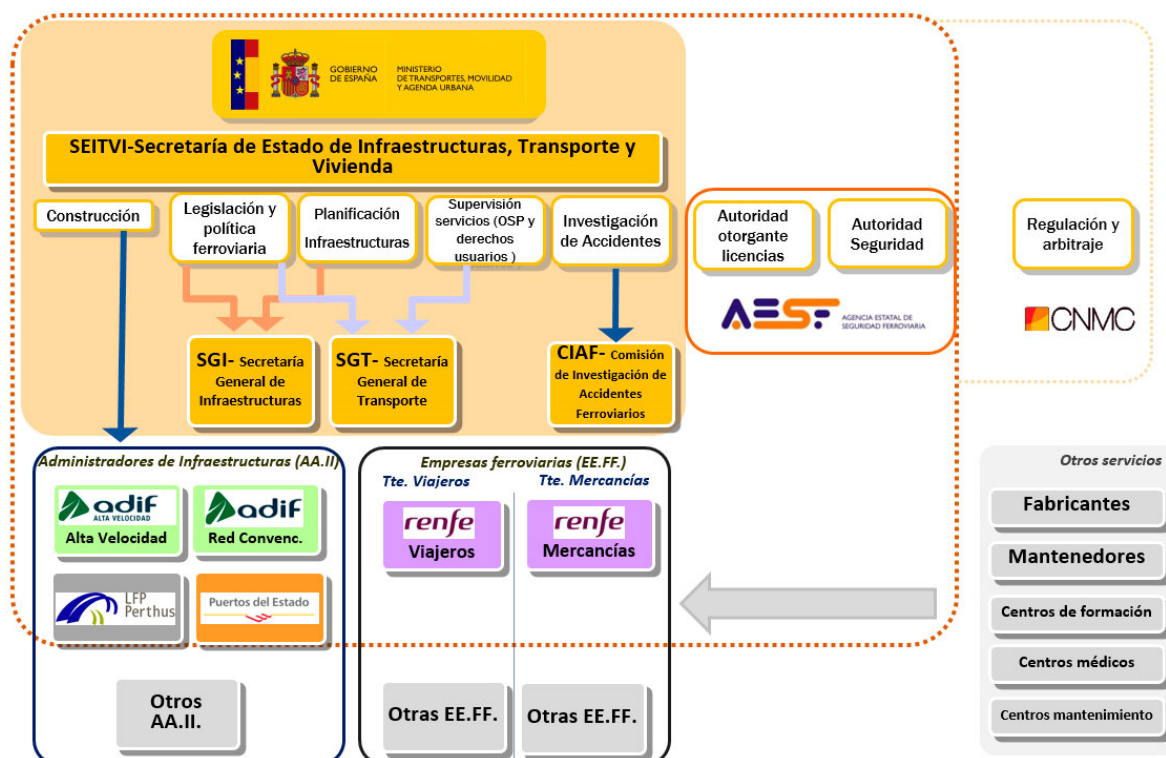 GOBIERNO
DE ESPAÑA
MINISTERIO
DE TRANSPORTES, MOVILIDAD
Y AGENDA URBANA
SEITVI-Secretaría de Estado de Infraestructuras, Transporte y
Vivienda
Construcción
Legislación y
política
ferroviaria
Planificación
Infraestructuras
Supervisión
servicios (OSP y
derechos
usuarios )
Investigación
de Accidentes
Autoridad
otorgante
licencias
Autoridad
Seguridad
Regulación y
arbitraje
AESF
AGENCIA ESTATAL DE
SEGURIDAD FERROVIARIA
CNMC
SGI- Secretaría
General de
Infraestructuras
SGT- Secretaría
General de
Transporte
CIAF- Comisión
de Investigación de
Accidentes
Ferroviarios
Administradores de Infraestructuras (AA.II)
adif
ALTA VELOCIDAD
Alta Velocidad
adif
Red Convenc.
LFP
Perthus
Puertos del Estado
Otros
AA.II.
Empresas ferroviarias (EE.FF.)
Tte. Viajeros
Tte. Mercancías
renfe
Viajeros
renfe
Mercancías
Otras EE.FF.
Otras EE.FF.
Otros servicios
Fabricantes
Mantenedores
Centros de formación
Centros médicos
Centros mantenimiento